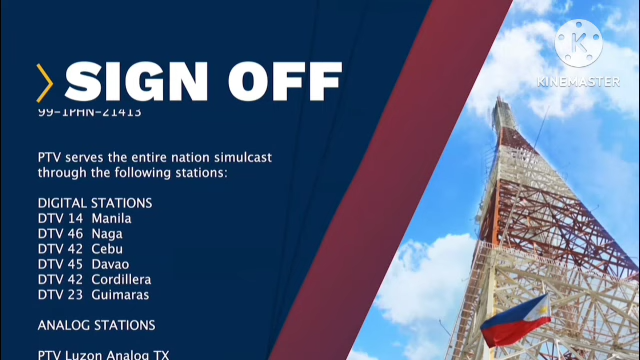 SIGN OFF
99-1PHN-21413
PTV serves the entire nation simulcast
through the following stations:
DIGITAL STATIONS
DTV 14 Manila
DTV 46 Naga
DTV 42 Cebu
DTV 45 Davao
DTV 42 Cordillera
DTV 23 Guimaras
ANALOG STATIONS
PTV Luzon Analog TX
K
KINEMASTER